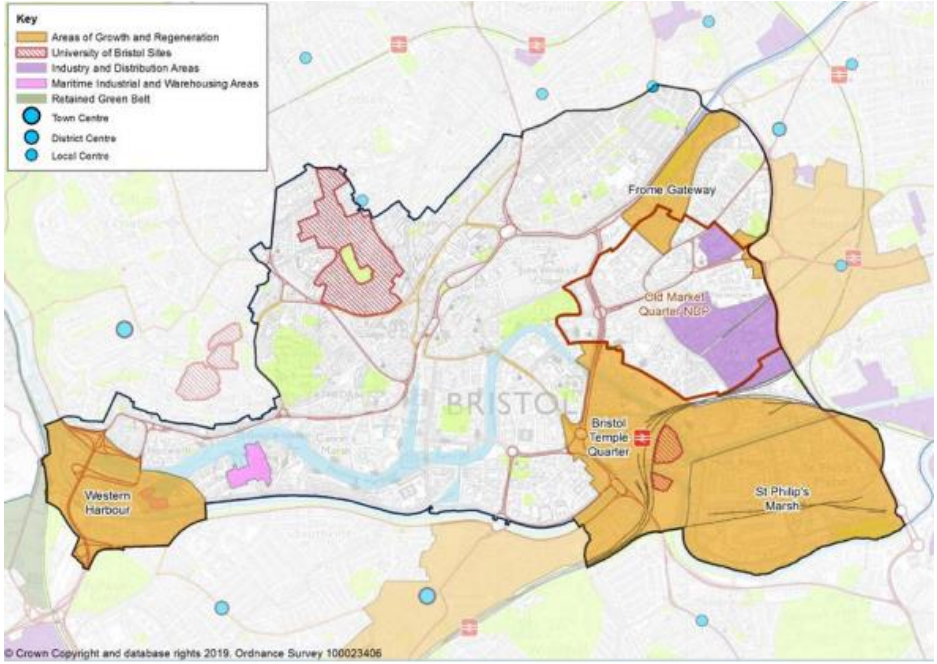 Key
Areas of Growth and Regeneration
University of Bristol Sites
Industry and Distribution Areas
Maritime Industrial and Warehousing Areas
Retained Green Belt
Town Centre
District Centre
Local Centre
Frome Gateway
Old Market
Quarter NDP
BRISTOL
Bristol
Temple
Quarter
St Philip's
Marsh
Western
Harbour
© Crown Copyright and database rights 2019. Ordnance Survey 100023406